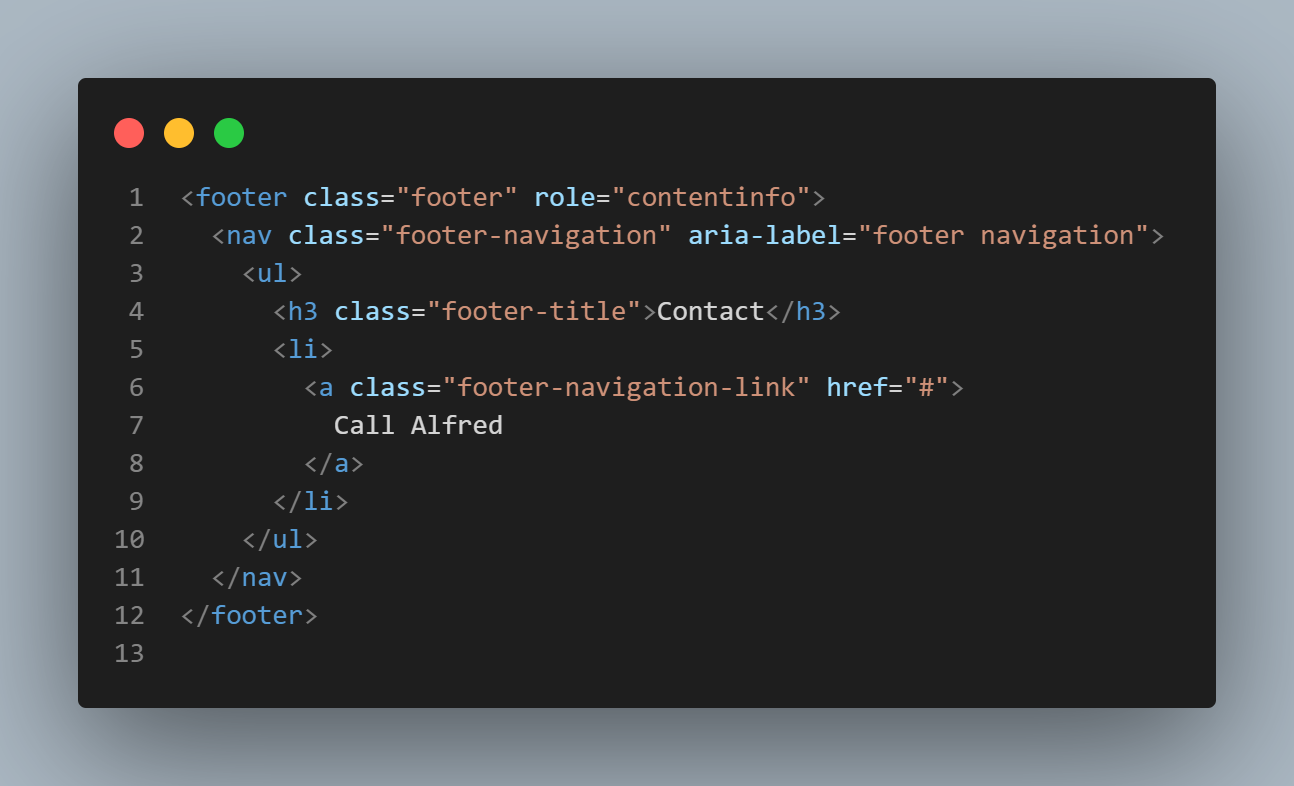 1 <footer class="footer" role="contentinfo">
2   <nav class="footer-navigation" aria-label="footer navigation">
3     <ul>
4       <h3 class="footer-title">Contact</h3>
5       <li>
6         <a class="footer-navigation-link" href="#">
7           Call Alfred
8         </a>
9       </li>
10     </ul>
11   </nav>
12 </footer>
13